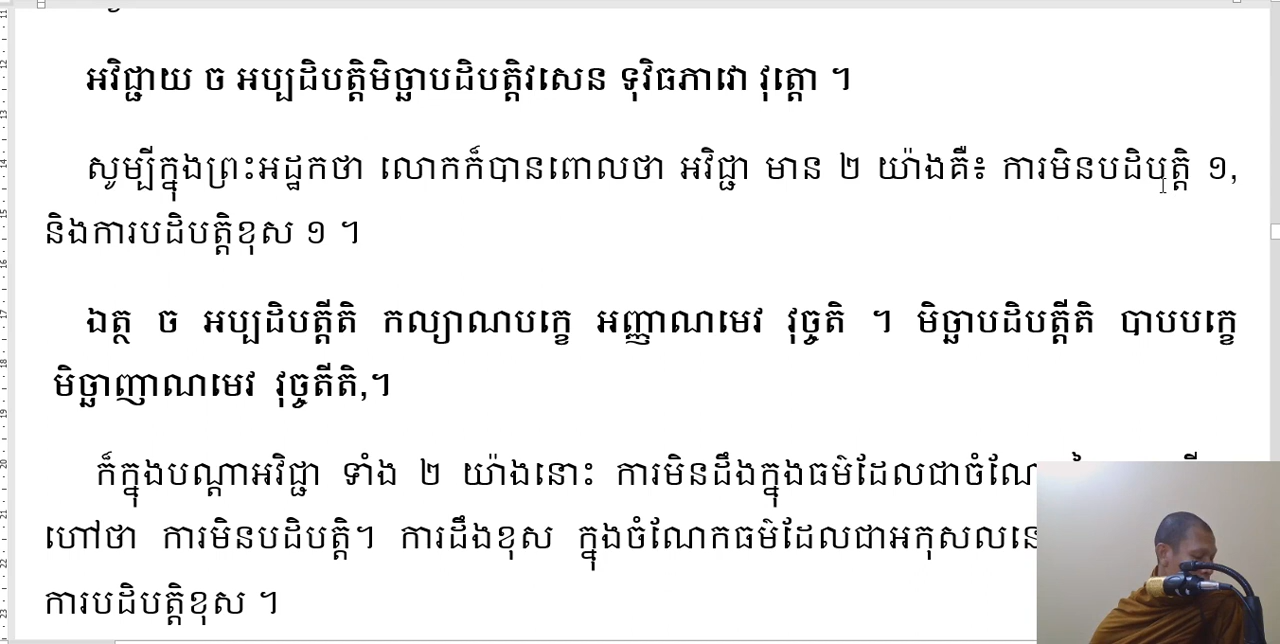 អវិជ្ជាយ ច អប្បដិបត្តិមិច្ឆាបដិបត្តិវសេន ទុវិធភាវោ វុត្តោ ។
សូម្បីក្នុងព្រះអដ្ឋកថា លោកក៏បានពោលថា អវិជ្ជា មាន ២ យ៉ាងគឺ៖ ការមិនបដិបត្តិ ១,
និងការបដិបត្តិខុស ១ ។
ឯត្ថ ច អប្បដិបត្តីតិ កល្យាណបក្ខេ អញ្ញាណមេវ វុច្ចតិ ។ មិច្ឆាបដិបត្តីតិ បាបបក្ខេ
មិច្ឆាញាណមេវ វុច្ចតីតិ,។
ក៏ក្នុងបណ្តាអវិជ្ជា ទាំង ២ យ៉ាងនោះ ការមិនដឹងក្នុងធម៌ដែលជាចំណែ
ហៅថា ការមិនបដិបត្តិ។ ការដឹងខុស ក្នុងចំណែកធម៌ដែលជាអកុសលនេ
ការបដិបត្តិខុស ។